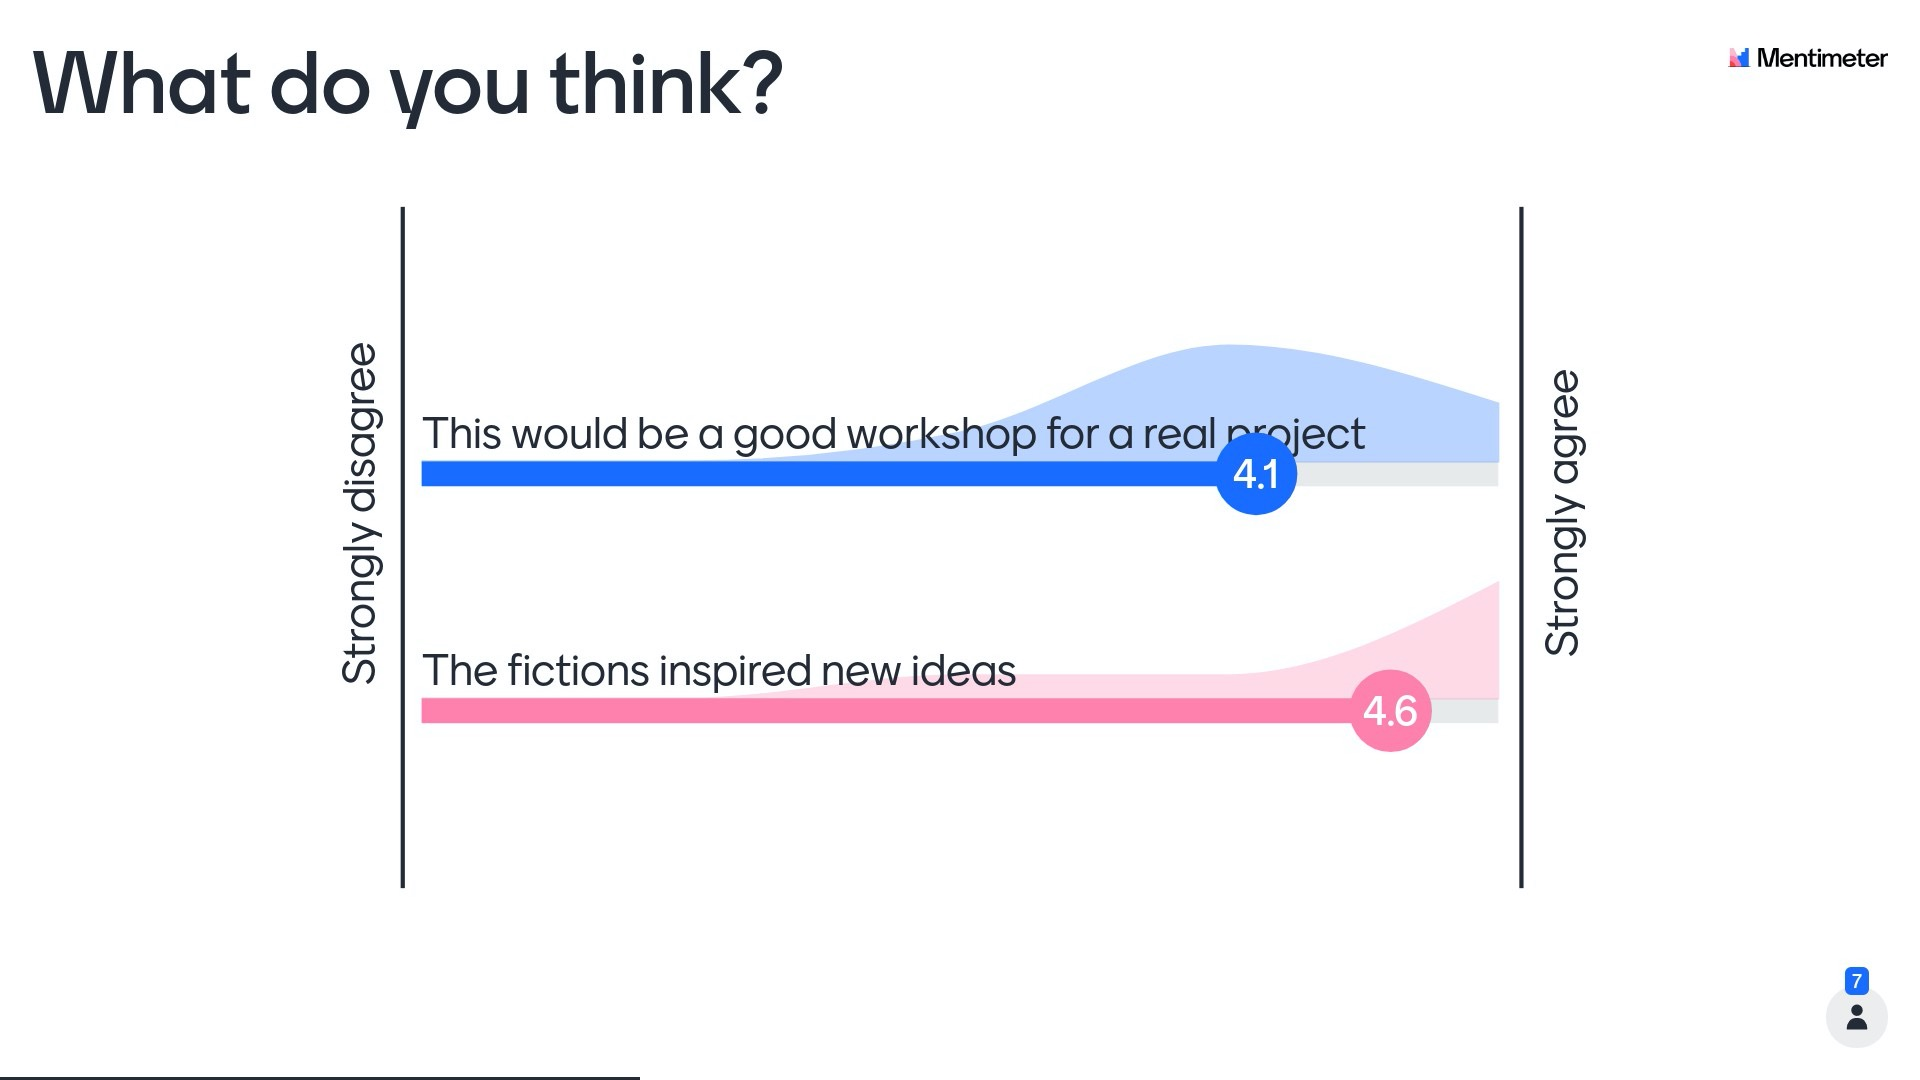 What do you think?
Mentimeter
Strongly disagree
This would be a good workshop for a real project
4.1
The fictions inspired new ideas
4.6
Strongly agree
7